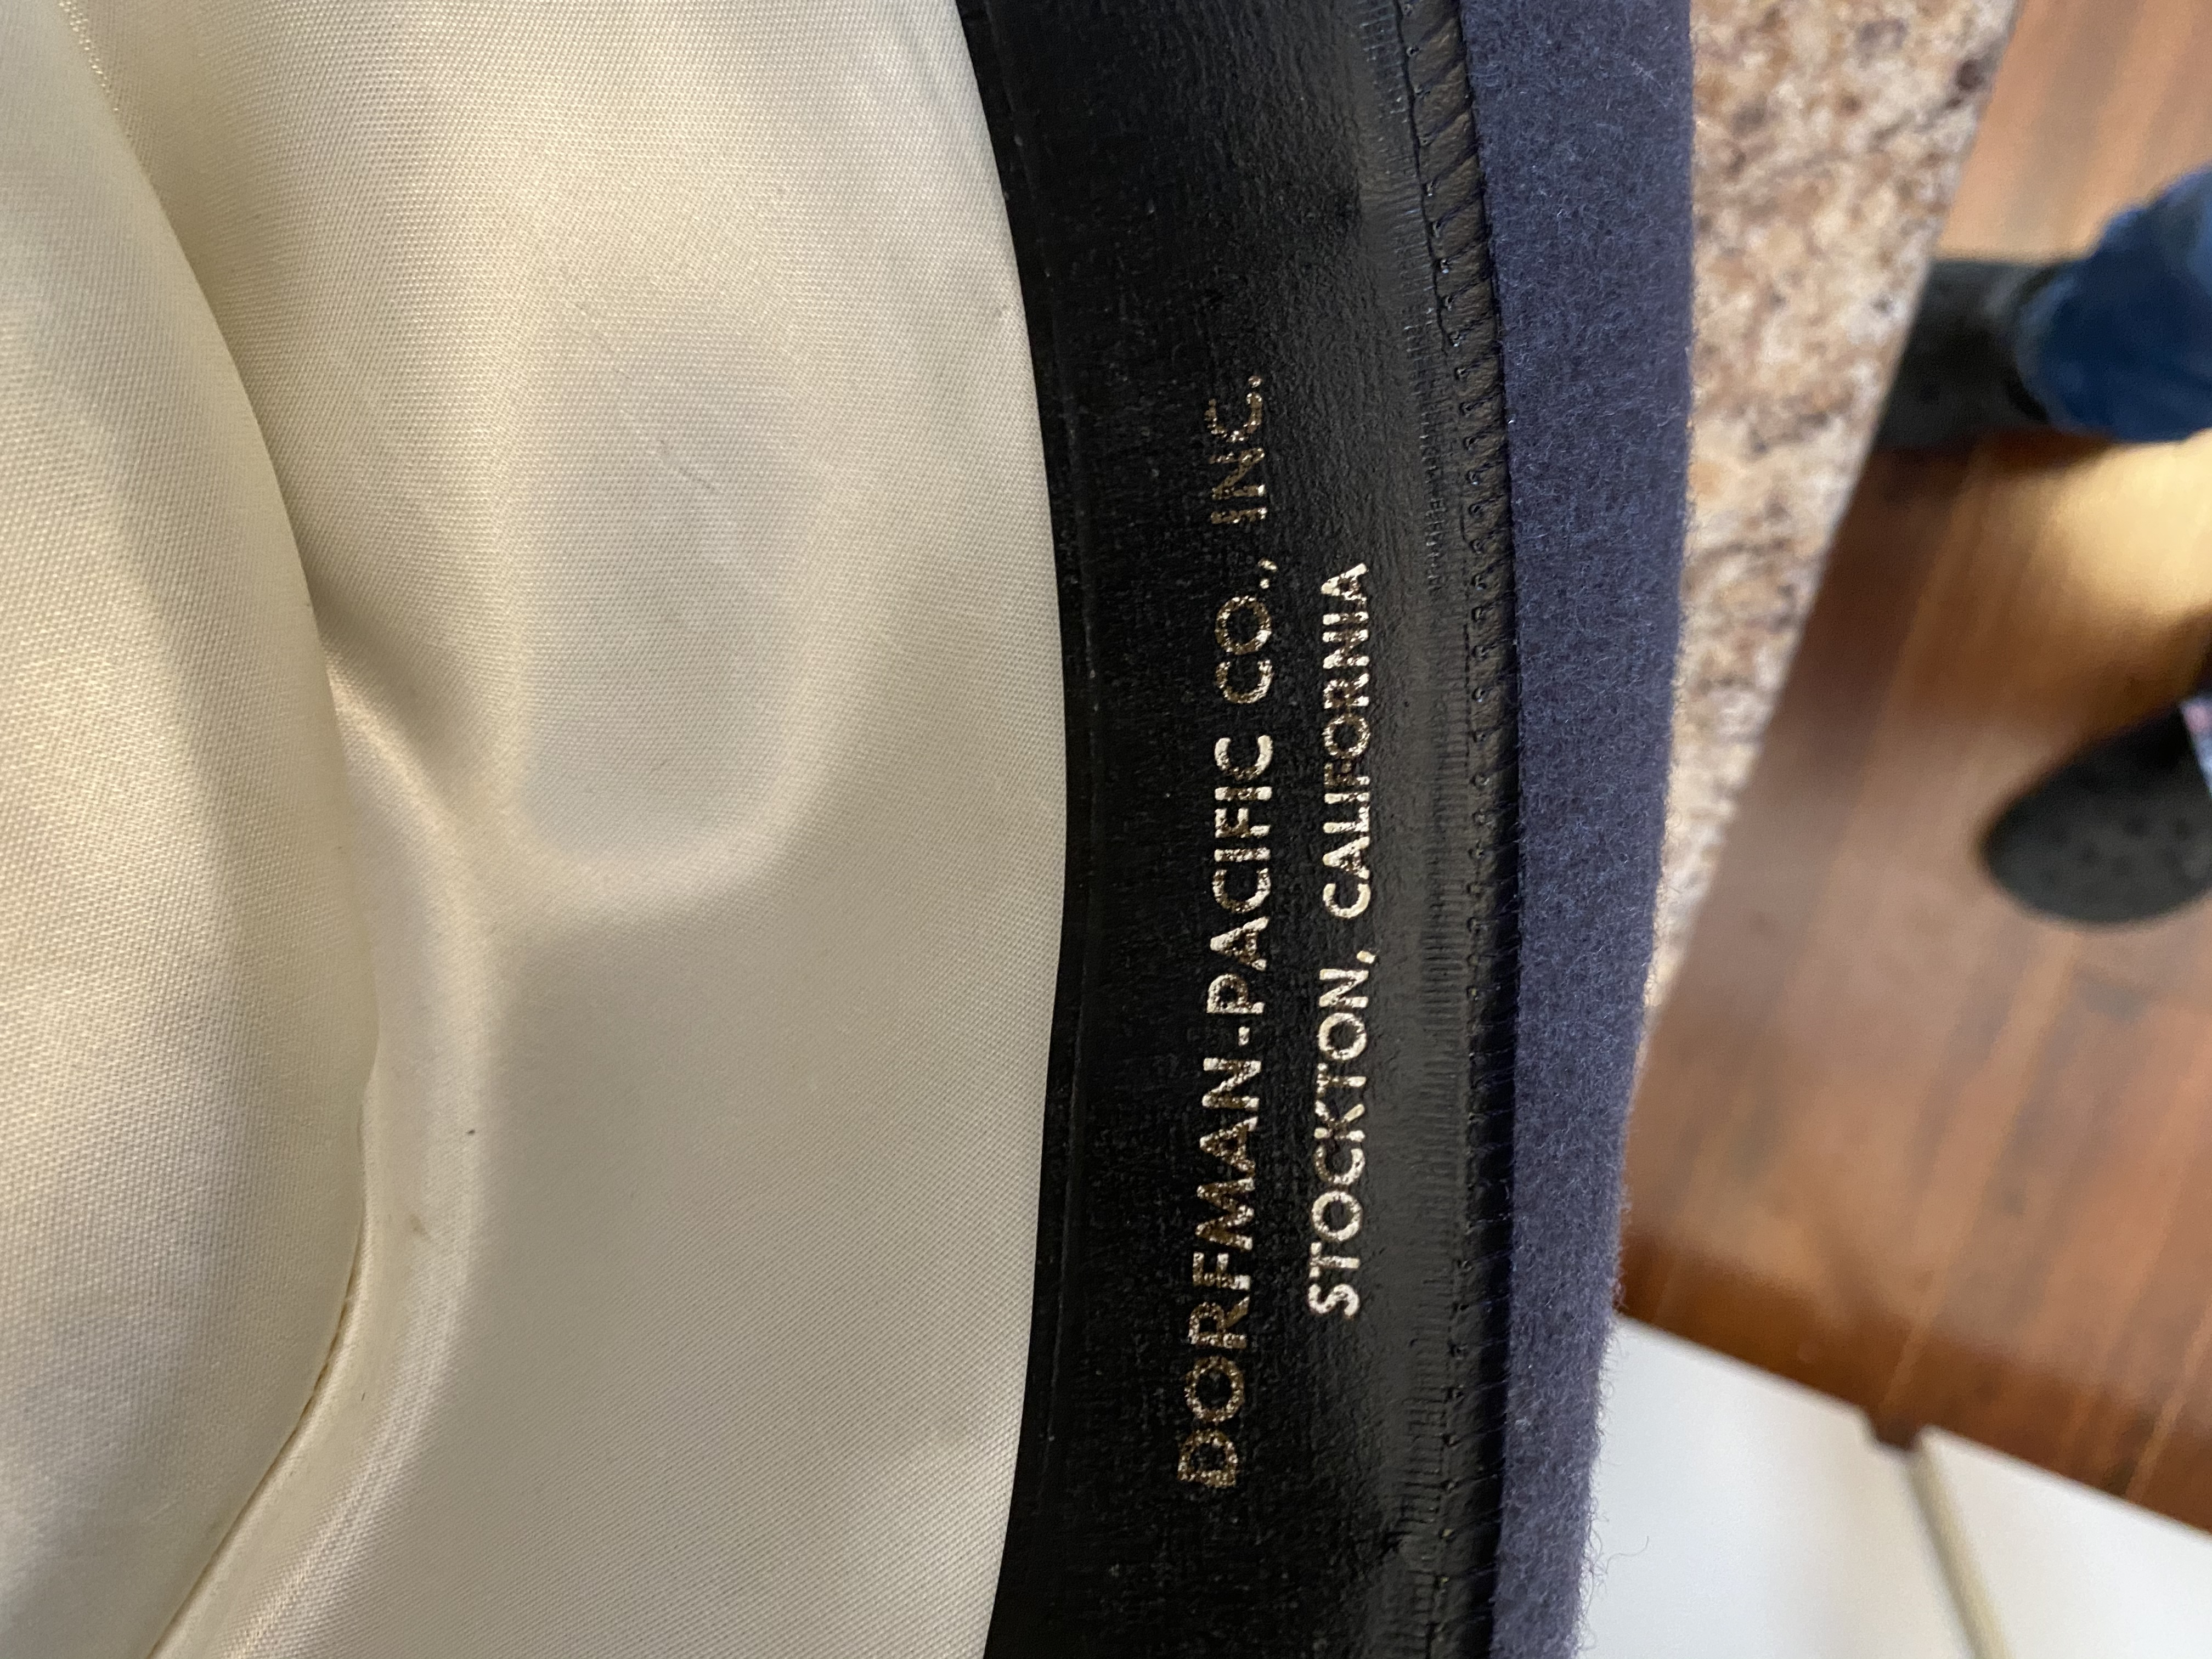 DORFMAN-PACIFIC CO., INC.
STOCKTON, CALIFORNIA